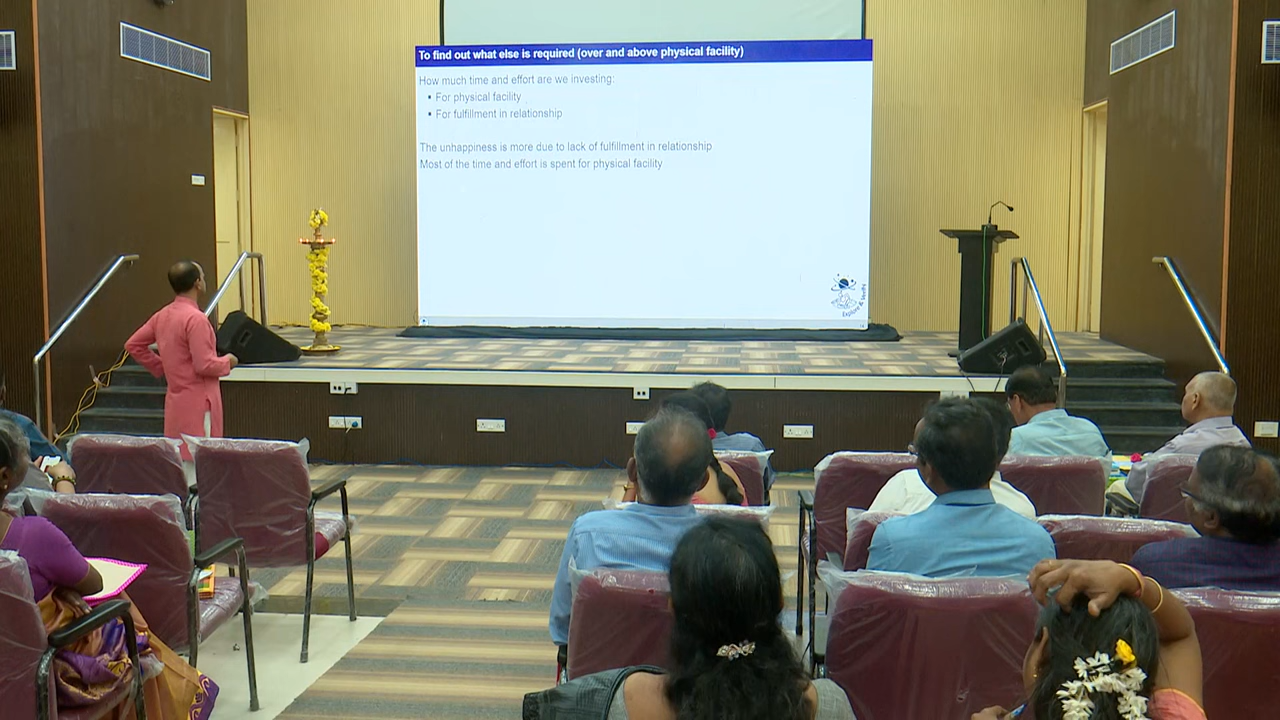 To find out what else is required (over and above physical facility)
How much time and effort are we investing:
▪ For physical facility
▪ For fulfillment in relationship
The unhappiness is more due to lack of fulfillment in relationship
Most of the time and effort is spent for physical facility
Explore & Verify